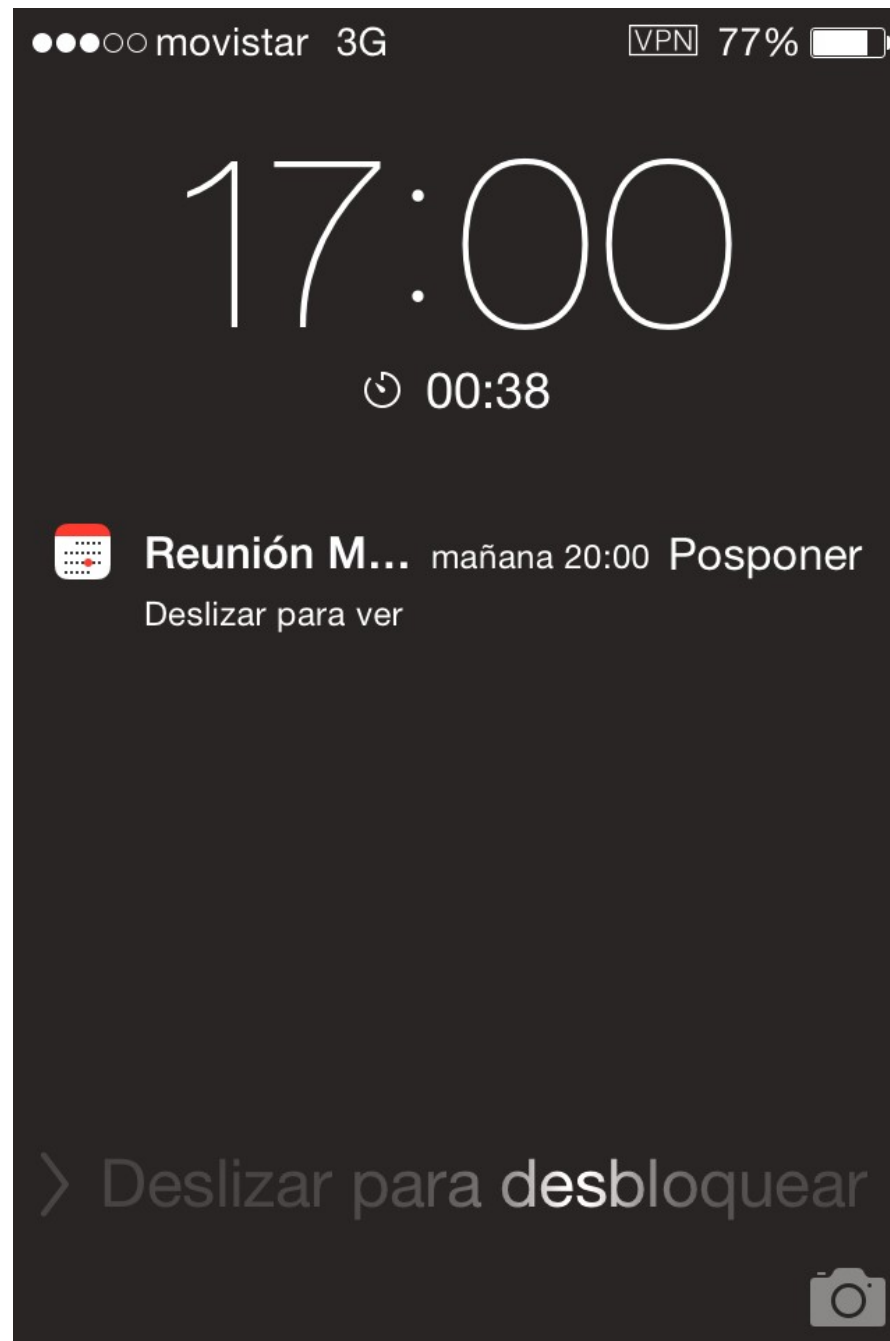 movistar 3G VPN 77%
17:00
00:38
Reunión M... mañana 20:00 Posponer
Deslizar para ver
Deslizar para desbloquear